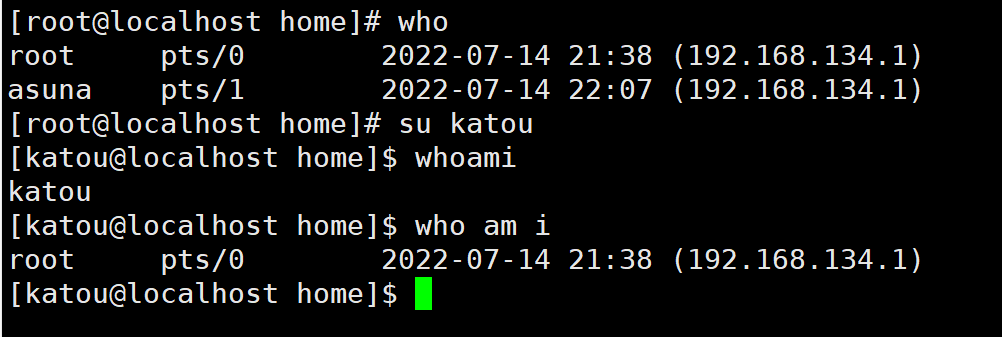 [root@localhost home]# who
root     pts/0        2022-07-14 21:38 (192.168.134.1)
asuna    pts/1        2022-07-14 22:07 (192.168.134.1)
[root@localhost home]# su katou
[katou@localhost home]$ whoami
katou
[katou@localhost home]$ who am i
root     pts/0        2022-07-14 21:38 (192.168.134.1)
[katou@localhost home]$